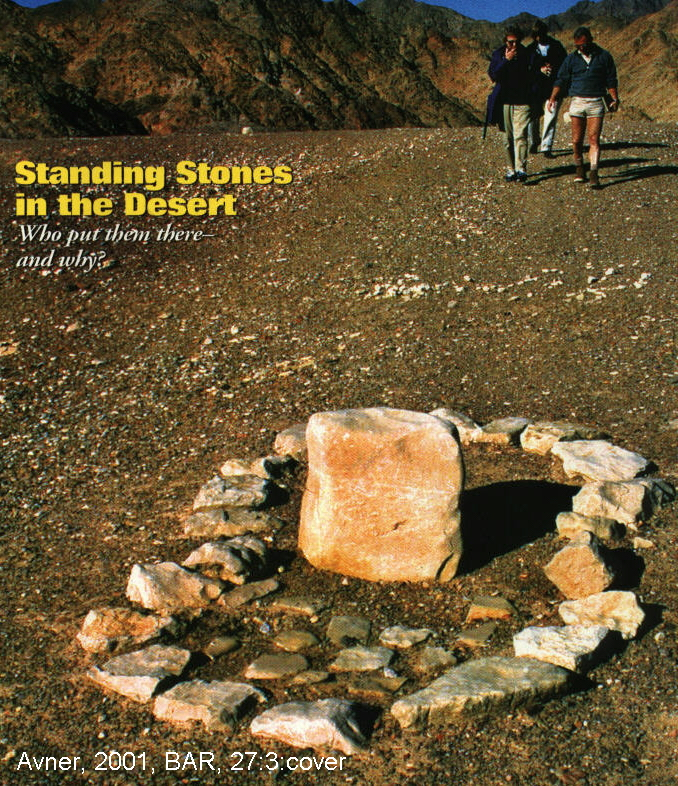 Standing Stones
in the Desert
Who put them there—
and why?
Avner, 2001, BAR, 27:3:cover